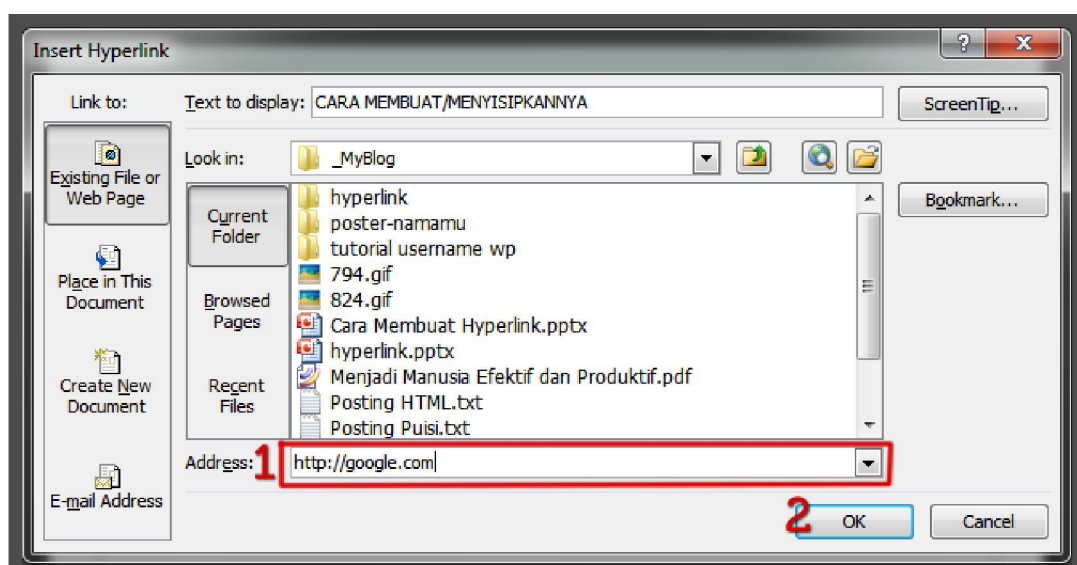 Insert Hyperlink
Link to:
Text to display: CARA MEMBUAT/MENYISIPKANNYA
ScreenTip...
Existing File or
Web Page
Look in: _MyBlog
Bookmark...
Current
Folder
hyperlink
poster-namamu
tutorial username wp
794.gif
824.gif
Cara Membuat Hyperlink.pptx
hyperlink.pptx
Menjadi Manusia Efektif dan Produktif.pdf
Posting HTML.txt
Posting Puisi.txt
Place in This
Document
Browsed
Pages
Create New
Document
Recent
Files
Address: 1 http://google.com
E-mail Address
2 OK
Cancel